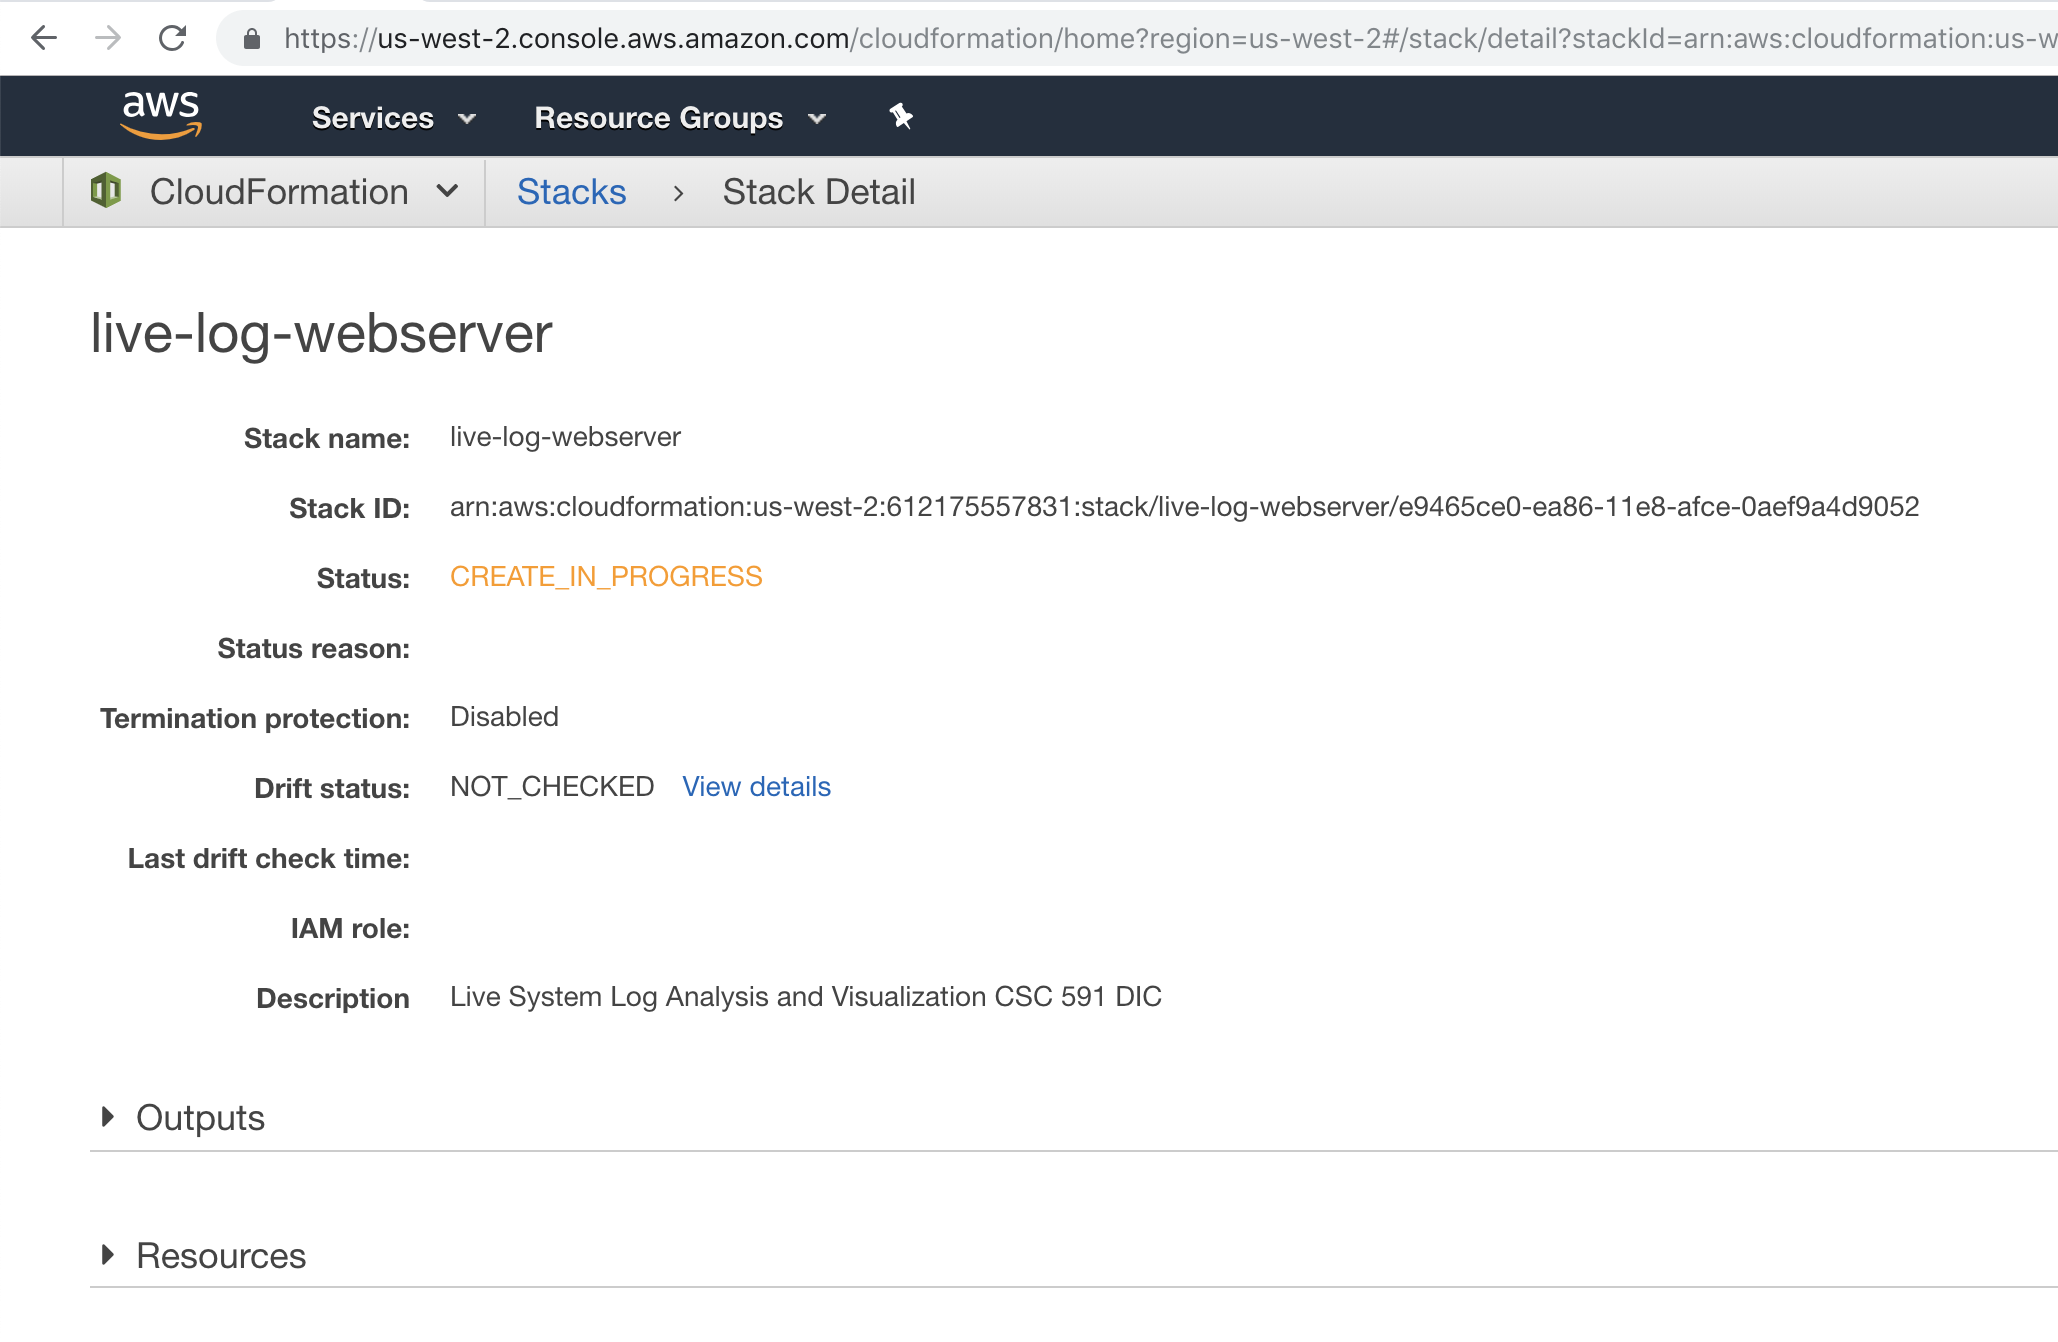 https://us-west-2.console.aws.amazon.com/cloudformation/home?region=us-west-2#/stack/detail?stackId=arn:aws:cloudformation:us-w
aws Services Resource Groups
CloudFormation Stacks > Stack Detail
live-log-webserver
Stack name: live-log-webserver
Stack ID: arn:aws:cloudformation:us-west-2:612175557831:stack/live-log-webserver/e9465ce0-ea86-11e8-afce-0aef9a4d9052
Status: CREATE_IN_PROGRESS
Status reason:
Termination protection: Disabled
Drift status: NOT_CHECKED View details
Last drift check time:
IAM role:
Description Live System Log Analysis and Visualization CSC 591 DIC
Outputs
Resources